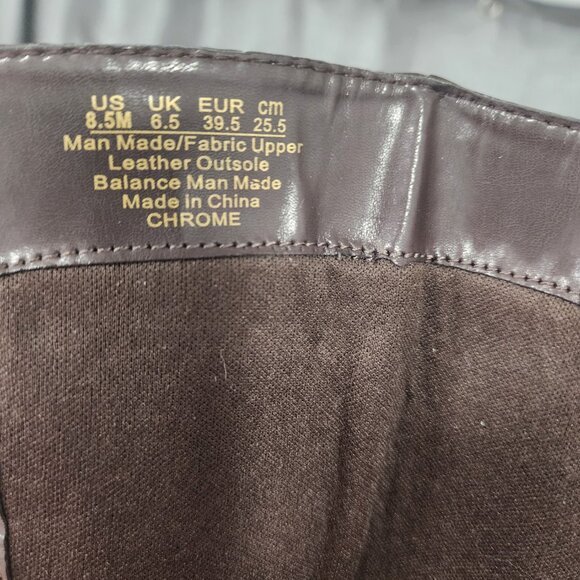 US UK EUR cm
8.5M 6.5 39.5 25.5
Man Made/Fabric Upper
Leather Outsole
Balance Man Made
Made in China
CHROME